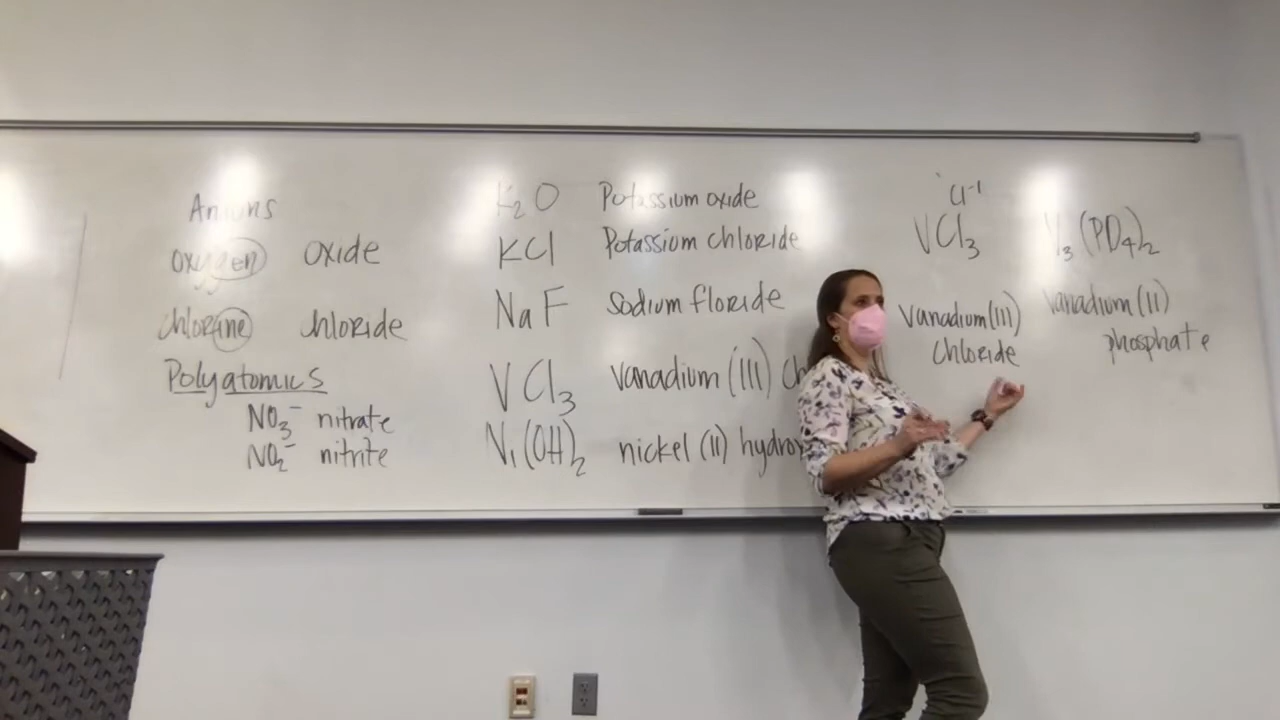 Anions
oxygen oxide
chlorine chloride
Polyatomics
NO₃⁻ nitrate
NO₂⁻ nitrite
K₂O Potassium oxide
KCl Potassium chloride
NaF Sodium floride
VCl₃ vanadium (III) ch
Ni(OH)₂ nickel (II) hydrox
Cl⁻¹
VCl₃
vanadium (III)
chloride
V₃(PO₄)₂
vanadium (II)
phosphate